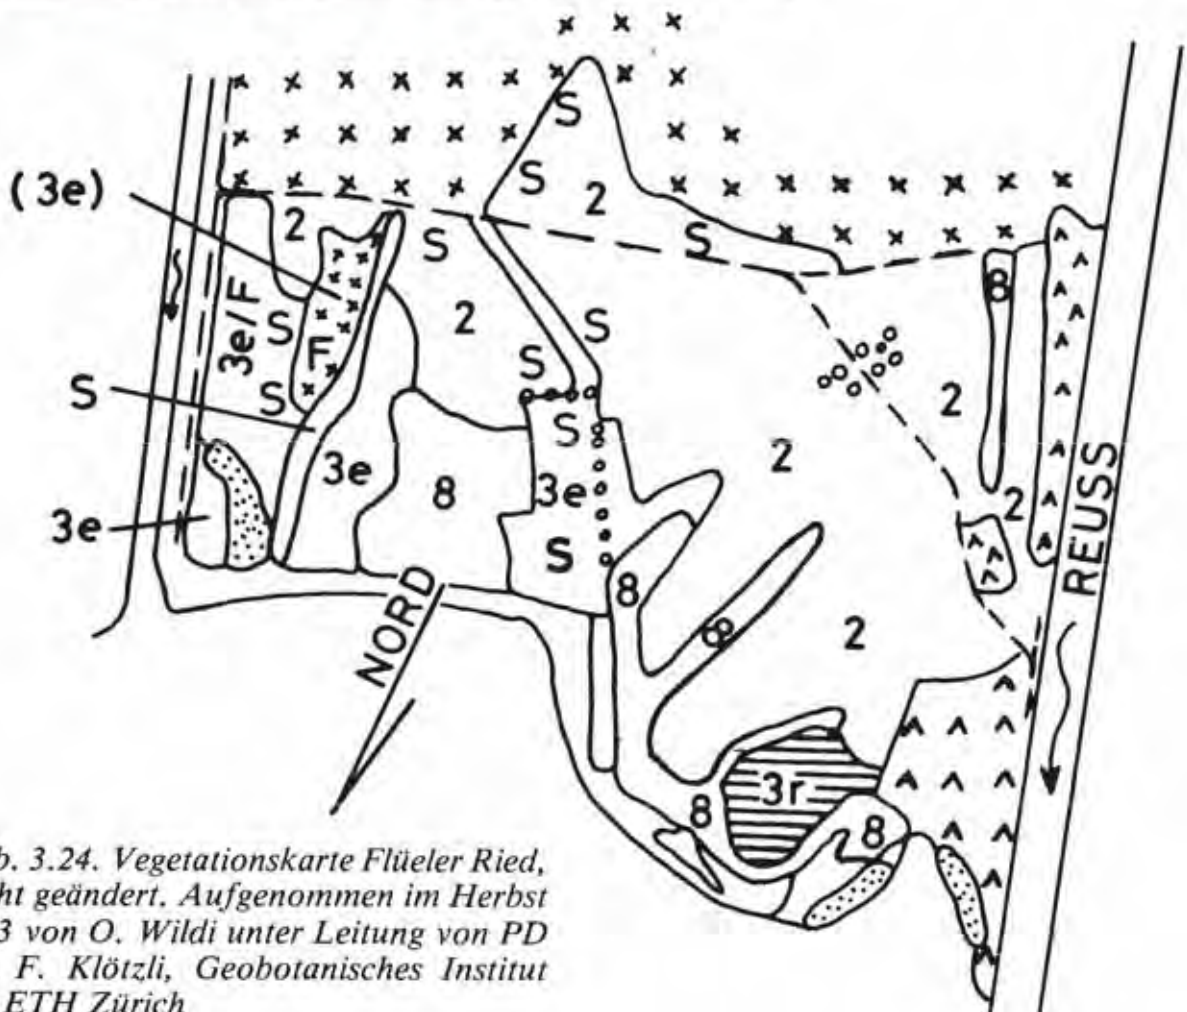 S
(3e)
S
2
S
2
S
3e/F
S
8
S
2
S
F
S
2
S
S
S
3e
8
3e
2
2
3e
S
REUSS
NORD
8
8
2
3r
8
8
b. 3.24. Vegetationskarte Flüeler Ried,
ht geändert. Aufgenommen im Herbst
3 von O. Wildi unter Leitung von PD
F. Klötzli, Geobotanisches Institut
ETH Zürich